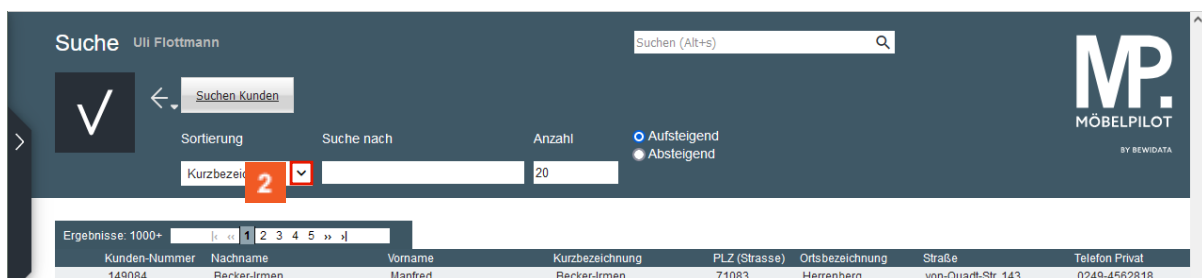 Suche Uli Flottmann
Suchen (Alt+s)
MP.
MÖBELPILOT
BY BEWIDATA
Suchen Kunden
Sortierung Suche nach Anzahl
Aufsteigend
Absteigend
Kurzbezei 2 20
Ergebnisse: 1000+ |‹ ‹‹ 1 2 3 4 5 ›› ›|
Kunden-Nummer Nachname Vorname Kurzbezeichnung PLZ (Strasse) Ortsbezeichnung Straße Telefon Privat
149084 Becker-Irmen Manfred Becker-Irmen 71083 Herrenberg von-Quadt-Str. 143 0249-4562818